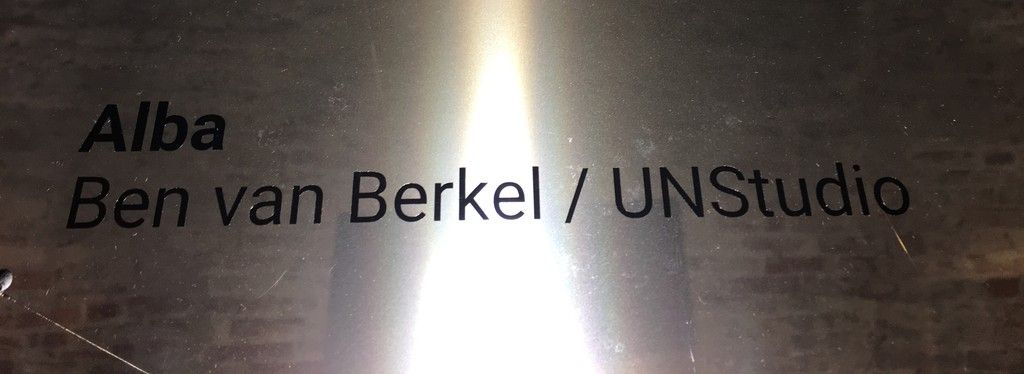 Alba
Ben van Berkel / UNStudio